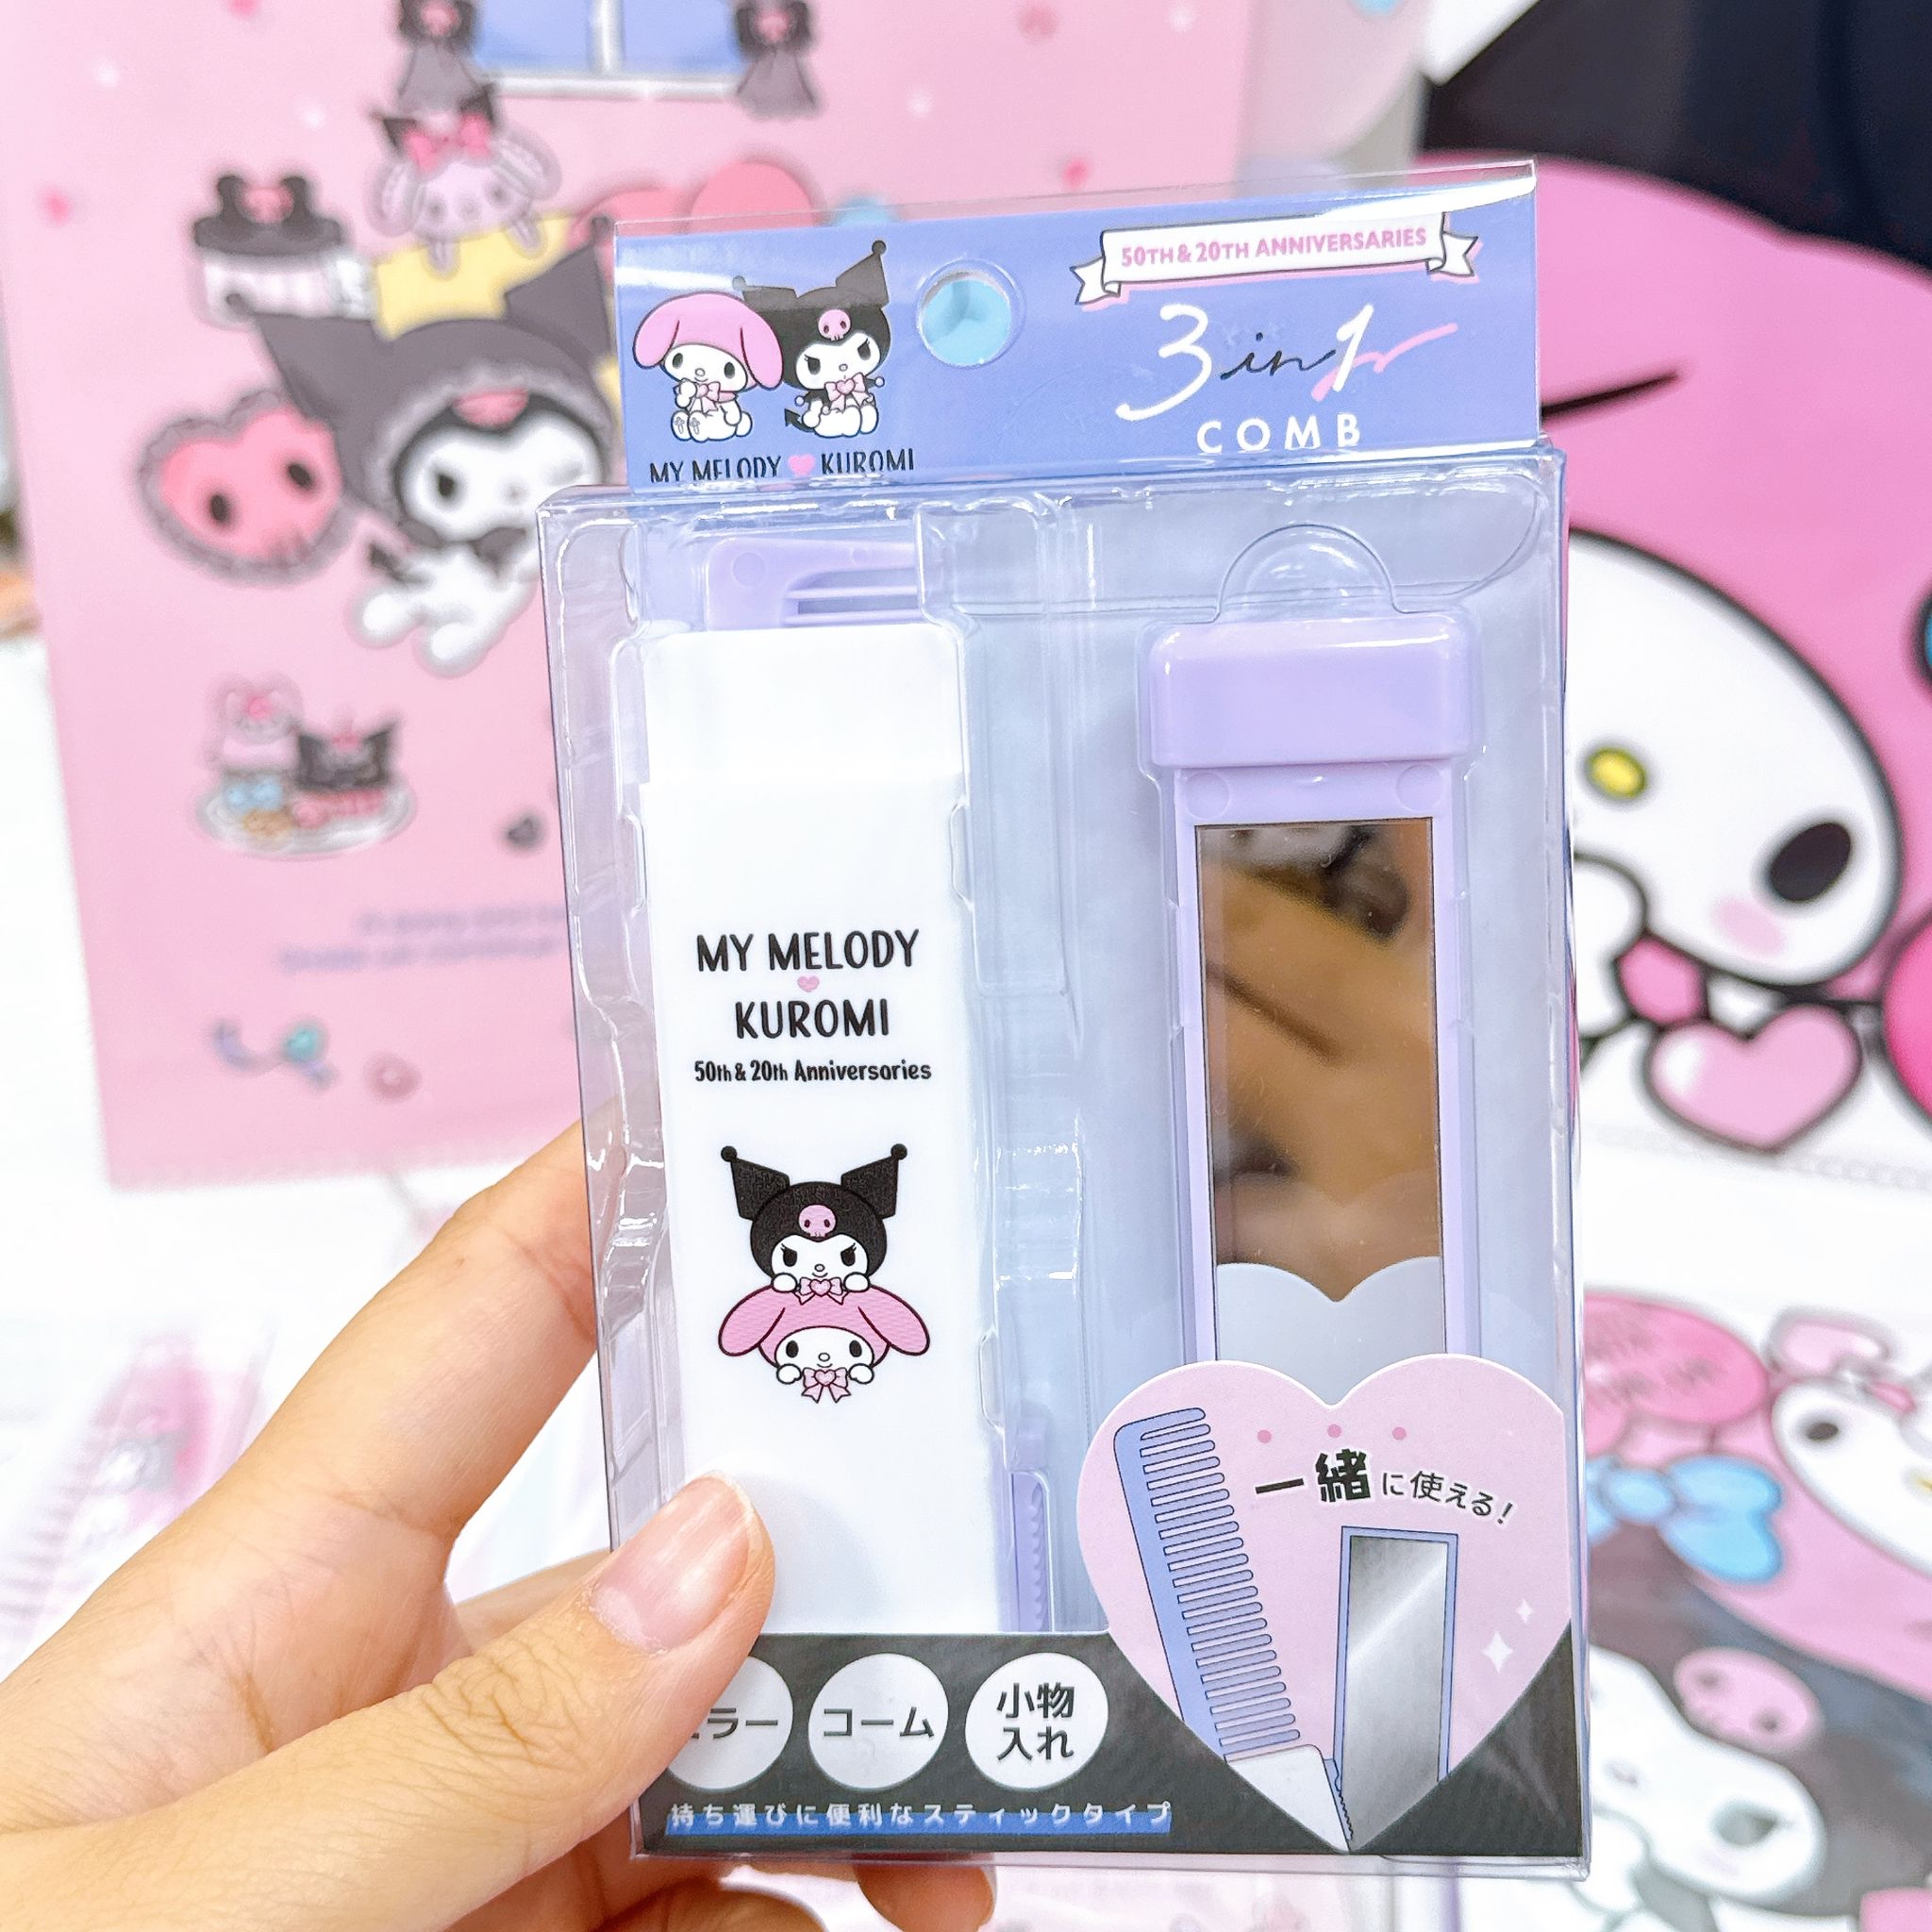 50TH & 20TH ANNIVERSARIES
3 in 1
COMB
MY MELODY KUROMI
MY MELODY
KUROMI
50th & 20th Anniversaries
一緒に使える!
コーム
小物
入れ
持ち運びに便利なスティックタイプ